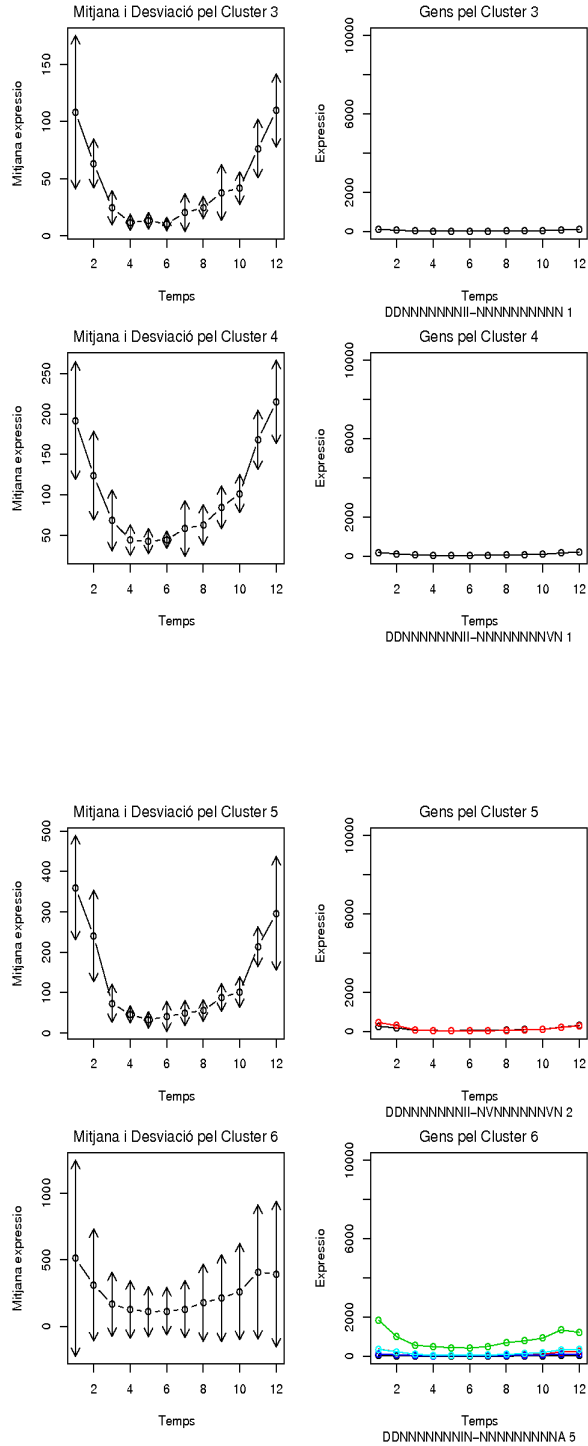 Mitjana i Desviació pel Cluster 3
Gens pel Cluster 3
Mitjana expressio
0 50 100 150
2 4 6 8 10 12
Temps
Expressio
0 2000 6000 10000
2 4 6 8 10 12
Temps
DDNNNNNNNII-NNNNNNNNNNN 1
Mitjana i Desviació pel Cluster 4
Gens pel Cluster 4
Mitjana expressio
50 100 150 200 250
2 4 6 8 10 12
Temps
Expressio
0 2000 6000 10000
2 4 6 8 10 12
Temps
DDNNNNNNNII-NNNNNNNNNVN 1
Mitjana i Desviació pel Cluster 5
Gens pel Cluster 5
Mitjana expressio
0 100 200 300 400 500
2 4 6 8 10 12
Temps
Expressio
0 2000 6000 10000
2 4 6 8 10 12
Temps
DDNNNNNNNII-NVNNNNNNNVN 2
Mitjana i Desviació pel Cluster 6
Gens pel Cluster 6
Mitjana expressio
0 500 1000
2 4 6 8 10 12
Temps
Expressio
0 2000 6000 10000
2 4 6 8 10 12
Temps
DDNNNNNNNIN-NNNNNNNNNNA 5